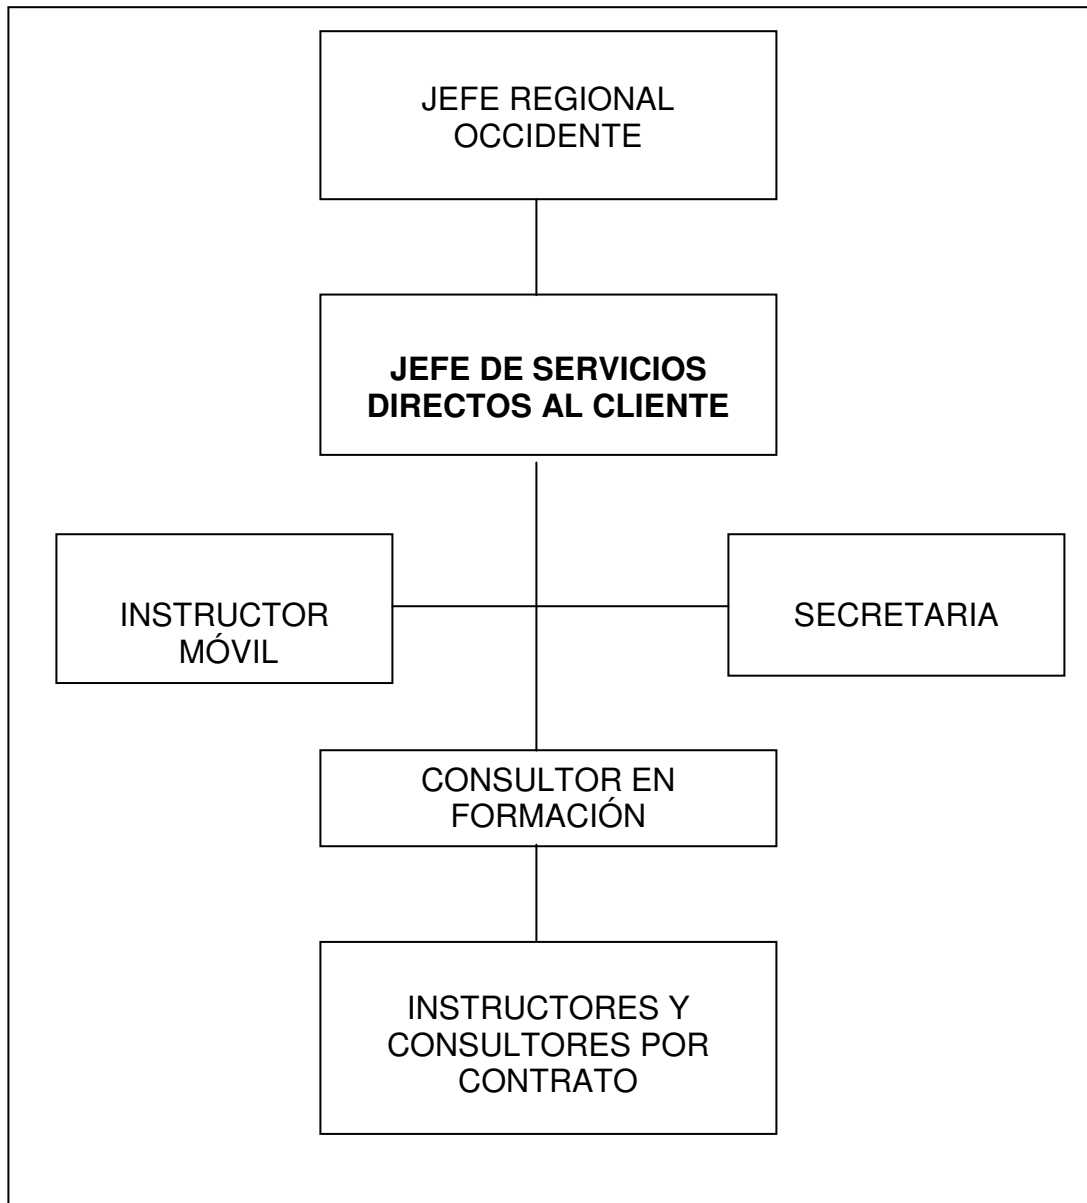 JEFE REGIONAL
OCCIDENTE
JEFE DE SERVICIOS
DIRECTOS AL CLIENTE
INSTRUCTOR
MÓVIL
SECRETARIA
CONSULTOR EN
FORMACIÓN
INSTRUCTORES Y
CONSULTORES POR
CONTRATO